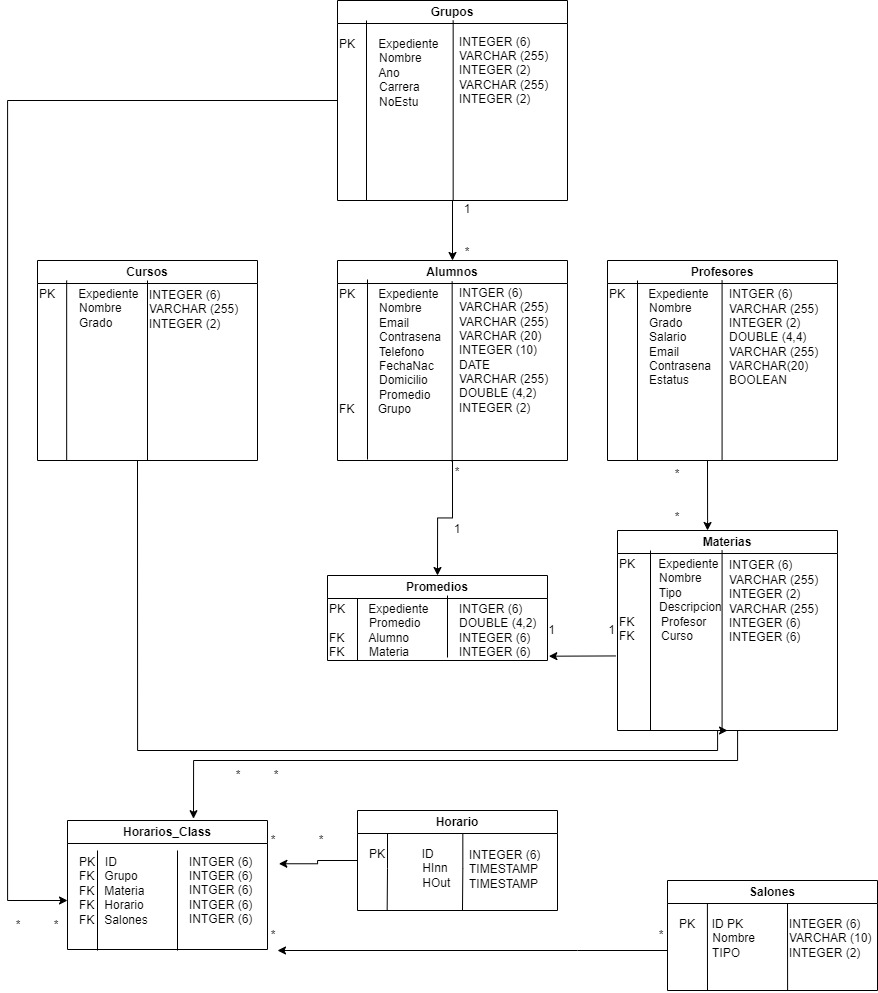 Grupos
PK Expediente INTEGER (6)
Nombre VARCHAR (255)
Ano INTEGER (2)
Carrera VARCHAR (255)
NoEstu INTEGER (2)
1
*
Cursos
PK Expediente INTEGER (6)
Nombre VARCHAR (255)
Grado INTEGER (2)
Alumnos
PK Expediente INTGER (6)
Nombre VARCHAR (255)
Email VARCHAR (255)
Contrasena VARCHAR (20)
Telefono INTEGER (10)
FechaNac DATE
Domicilio VARCHAR (255)
Promedio DOUBLE (4,2)
FK Grupo INTEGER (2)
Profesores
PK Expediente INTGER (6)
Nombre VARCHAR (255)
Grado INTEGER (2)
Salario DOUBLE (4,4)
Email VARCHAR (255)
Contrasena VARCHAR(20)
Estatus BOOLEAN
*
1
*
*
Promedios
PK Expediente INTGER (6)
Promedio DOUBLE (4,2)
FK Alumno INTEGER (6)
FK Materia INTEGER (6)
1
1
Materias
PK Expediente INTGER (6)
Nombre VARCHAR (255)
Tipo INTEGER (2)
Descripcion VARCHAR (255)
FK Profesor INTEGER (6)
FK Curso INTEGER (6)
* *
Horarios_Class
PK ID INTGER (6)
FK Grupo INTGER (6)
FK Materia INTGER (6)
FK Horario INTGER (6)
FK Salones INTGER (6)
* *
* *
Horario
PK ID INTEGER (6)
HInn TIMESTAMP
HOut TIMESTAMP
* *
Salones
PK ID PK INTEGER (6)
Nombre VARCHAR (10)
TIPO INTEGER (2)